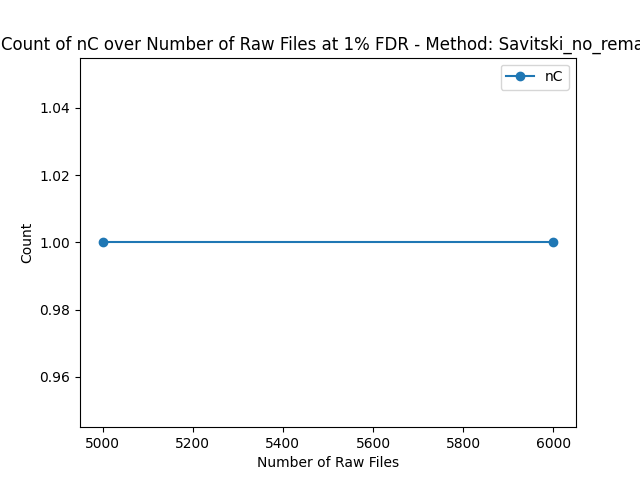 Count of nC over Number of Raw Files at 1% FDR - Method: Savitski_no_rema
nC
1.04
1.02
1.00
0.98
0.96
Count
5000 5200 5400 5600 5800 6000
Number of Raw Files